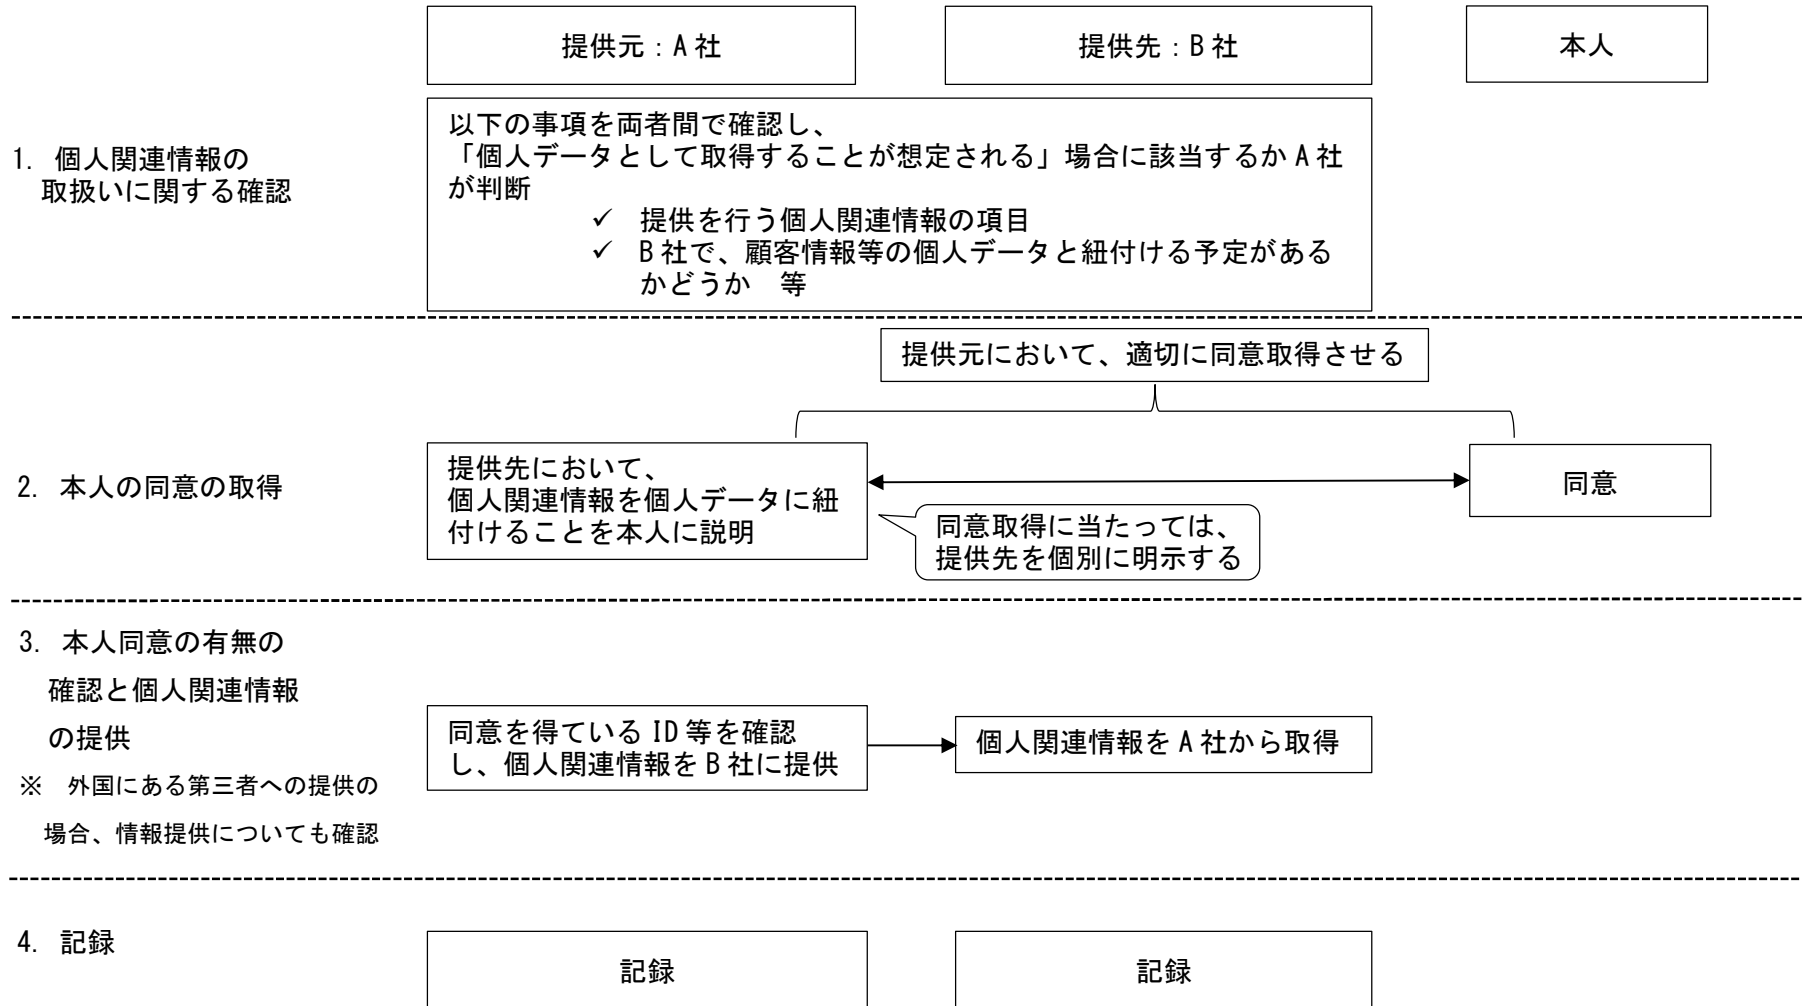 提供元：A社
提供先：B社
本人
1. 個人関連情報の
取扱いに関する確認
以下の事項を両者間で確認し、
「個人データとして取得することが想定される」場合に該当するか A 社
が判断
✓ 提供を行う個人関連情報の項目
✓ B 社で、顧客情報等の個人データと紐付ける予定がある
かどうか　等
提供元において、適切に同意取得させる
2. 本人の同意の取得
提供先において、
個人関連情報を個人データに紐
付けることを本人に説明
同意
同意取得に当たっては、
提供先を個別に明示する
3. 本人同意の有無の
確認と個人関連情報
の提供
※　外国にある第三者への提供の
場合、情報提供についても確認
同意を得ている ID 等を確認
し、個人関連情報を B 社に提供
個人関連情報を A 社から取得
4. 記録
記録
記録